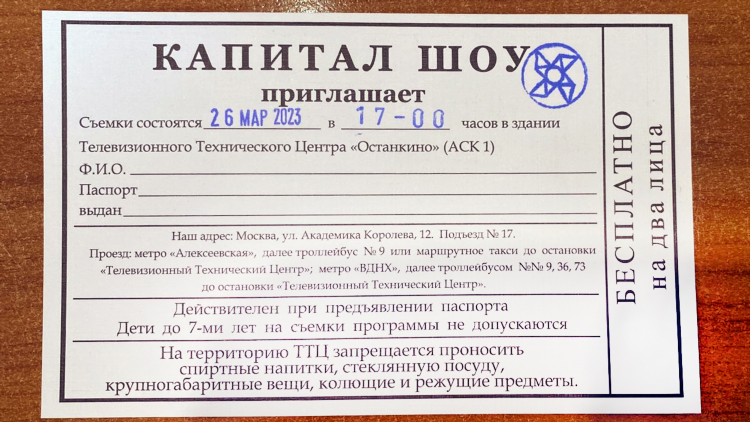 КАПИТАЛ ШОУ
приглашает
Съемки состоятся 26 МАР 2023 в 17-00 часов в здании
Телевизионного Технического Центра «Останкино» (АСК 1)
Ф.И.О.
Паспорт
выдан
Наш адрес: Москва, ул. Академика Королева, 12. Подъезд № 17.
Проезд: метро «Алексеевская», далее троллейбус № 9 или маршрутное такси до остановки
«Телевизионный Технический Центр»; метро «ВДНХ», далее троллейбусом №№ 9, 36, 73
до остановки «Телевизионный Технический Центр».
Действителен при предъявлении паспорта
Дети до 7-ми лет на съемки программы не допускаются
На территорию ТТЦ запрещается проносить
спиртные напитки, стеклянную посуду,
крупногабаритные вещи, колющие и режущие предметы.
БЕСПЛАТНО
на два лица